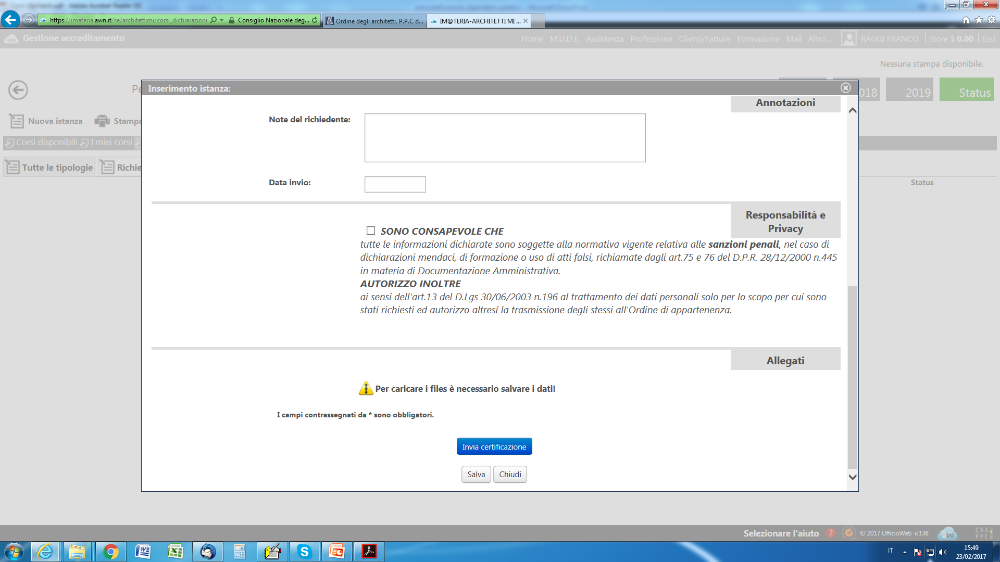 https://imateria.awn.it/se/architettimi/corsi_dichiarazioni
Consiglio Nazionale deg...
Ordine degli architetti, P.P.C d...
IM@TERIA-ARCHITETTI MI ...
Gestione accreditamento
Home M.U.D.E. Assistenza Professione Clienti/Fatture Formazione Mail Altro... RAGGI FRANCO Store $ 0.00 Esci
Nessuna stampa disponibile.
Pe
Inserimento istanza:
018
2019
Status
Annotazioni
Nuova istanza
Stampa
Note del richiedente:
Corsi disponibili
I miei corsi
Tutte le tipologie
Richie
Data invio:
Status
Responsabilità e
Privacy
SONO CONSAPEVOLE CHE
tutte le informazioni dichiarate sono soggette alla normativa vigente relativa alle sanzioni penali, nel caso di
dichiarazioni mendaci, di formazione o uso di atti falsi, richiamate dagli art.75 e 76 del D.P.R. 28/12/2000 n.445
in materia di Documentazione Amministrativa.
AUTORIZZO INOLTRE
ai sensi dell'art.13 del D.Lgs 30/06/2003 n.196 al trattamento dei dati personali solo per lo scopo per cui sono
stati richiesti ed autorizzo altresí la trasmissione degli stessi all'Ordine di appartenenza.
Allegati
Per caricare i files è necessario salvare i dati!
I campi contrassegnati da * sono obbligatori.
Invia certificazione
Salva
Chiudi
Selezionare l'aiuto
© 2017 UfficioWeb v.136
uw
CNA
PPC
IT
15:49
23/02/2017